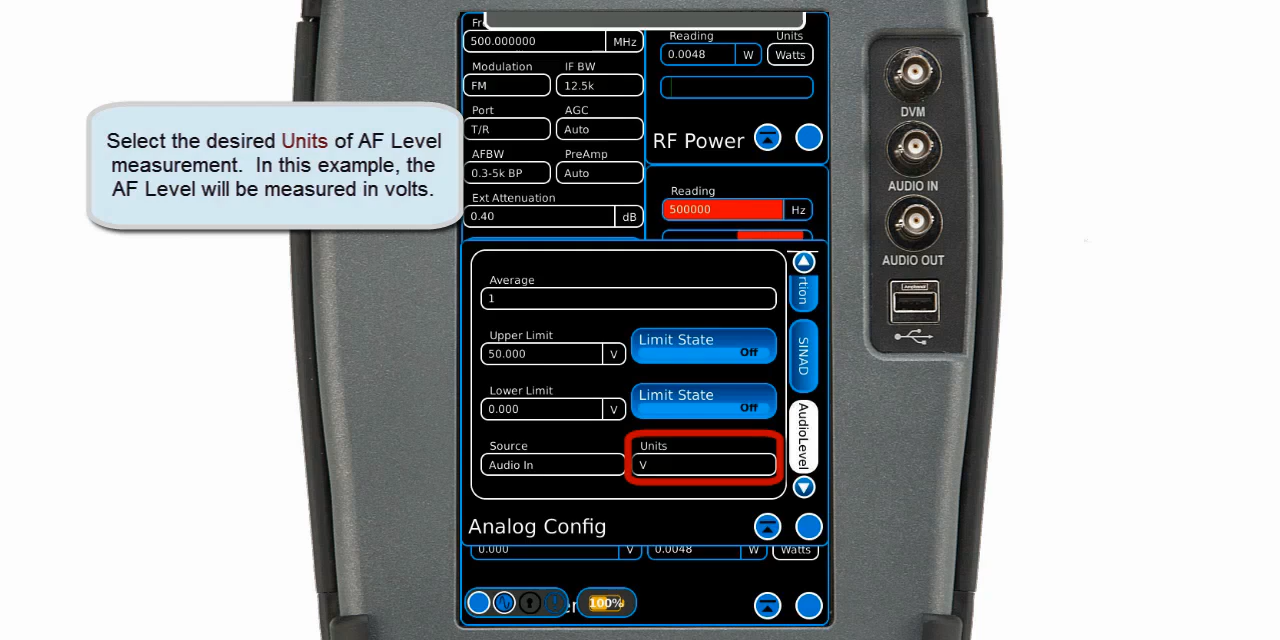 Select the desired Units of AF Level
measurement. In this example, the
AF Level will be measured in volts.
500.000000 MHz
Modulation IF BW
FM 12.5k
Port AGC
T/R Auto
AFBW PreAmp
0.3-5k BP Auto
Ext Attenuation
0.40 dB
Reading Units
0.0048 W Watts
RF Power
Reading
500000 Hz
Average
1
Upper Limit Limit State
50.000 V Off
Lower Limit Limit State
0.000 V Off
Source Units
Audio In V
rtion
SINAD
AudioLevel
Analog Config
0.000 V 0.0048 W Watts
100%
DVM
AUDIO IN
AUDIO OUT